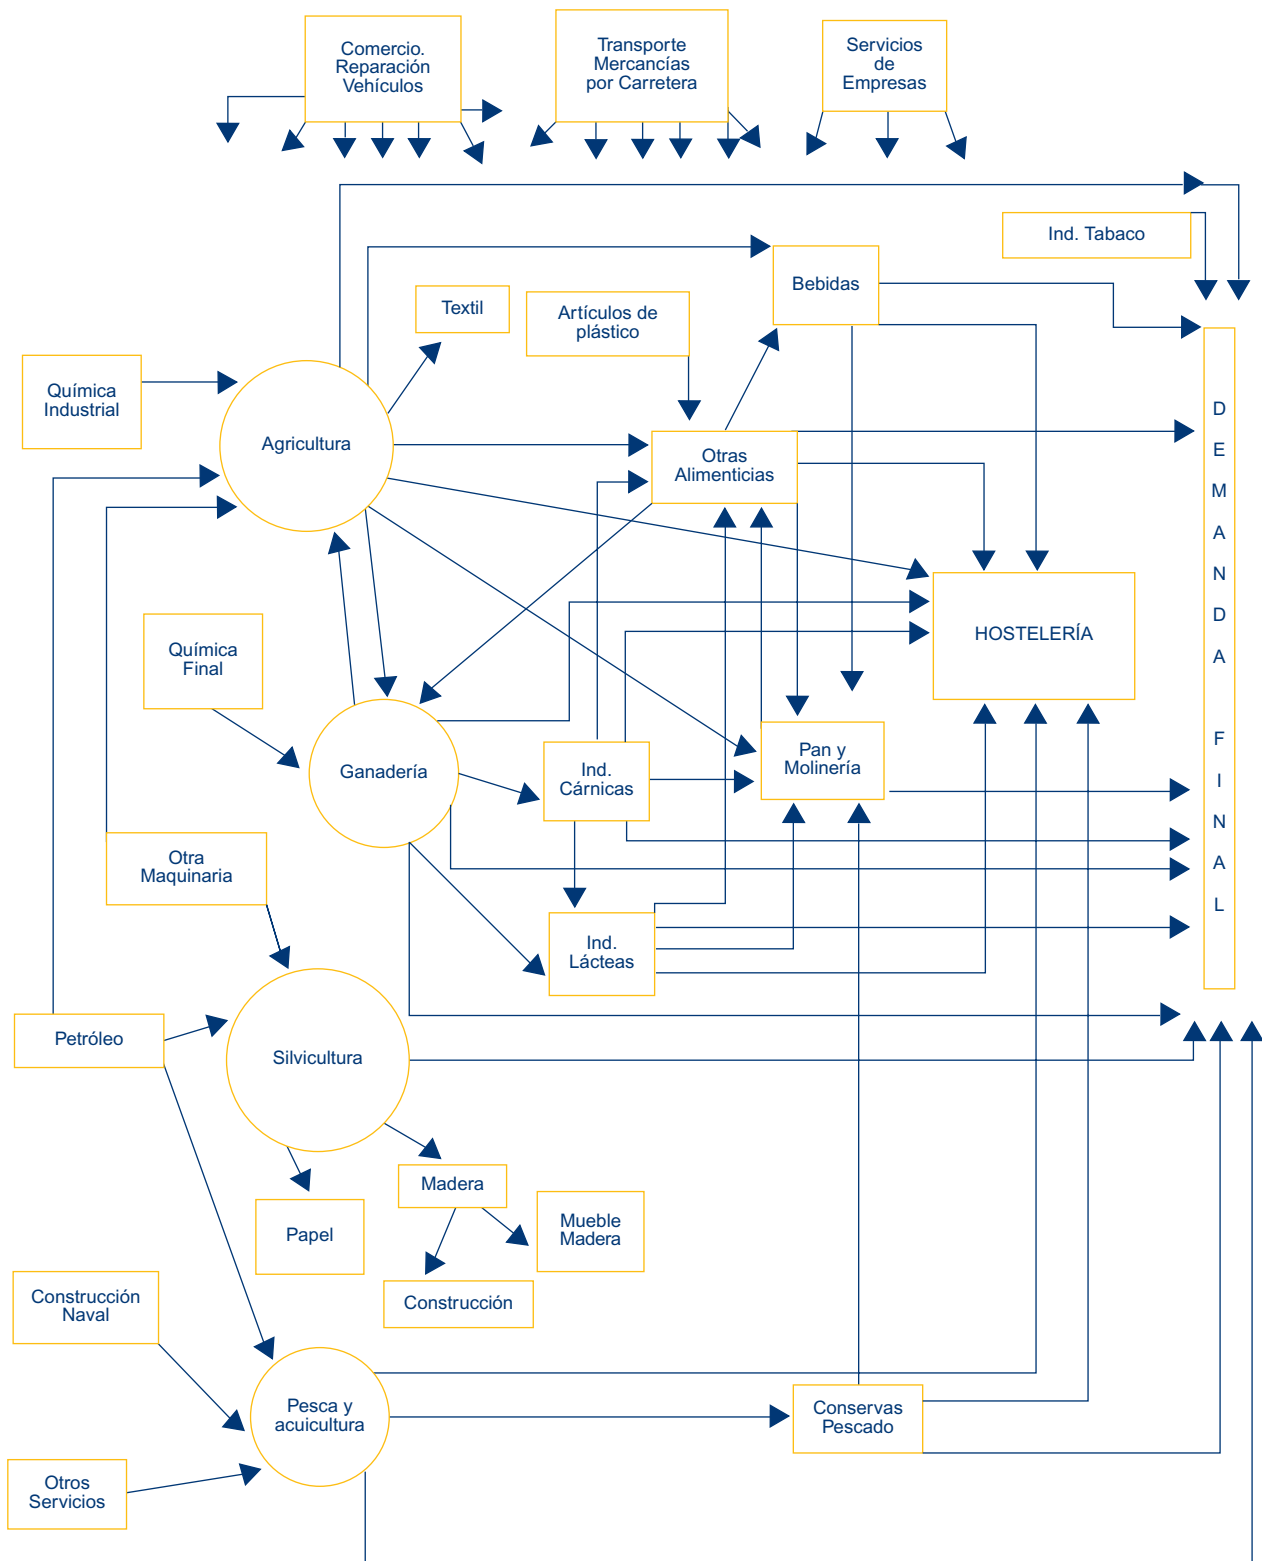 Comercio.
Reparación
Vehículos
Transporte
Mercancías
por Carretera
Servicios
de
Empresas
Ind. Tabaco
Bebidas
Textil
Artículos de
plástico
Química
Industrial
Agricultura
Otras
Alimenticias
DEMANDA FINAL
HOSTELERÍA
Química
Final
Ganadería
Ind.
Cárnicas
Pan y
Molinería
Otra
Maquinaria
Ind.
Lácteas
Petróleo
Silvicultura
Madera
Papel
Mueble
Madera
Construcción
Construcción
Naval
Pesca y
acuicultura
Conservas
Pescado
Otros
Servicios